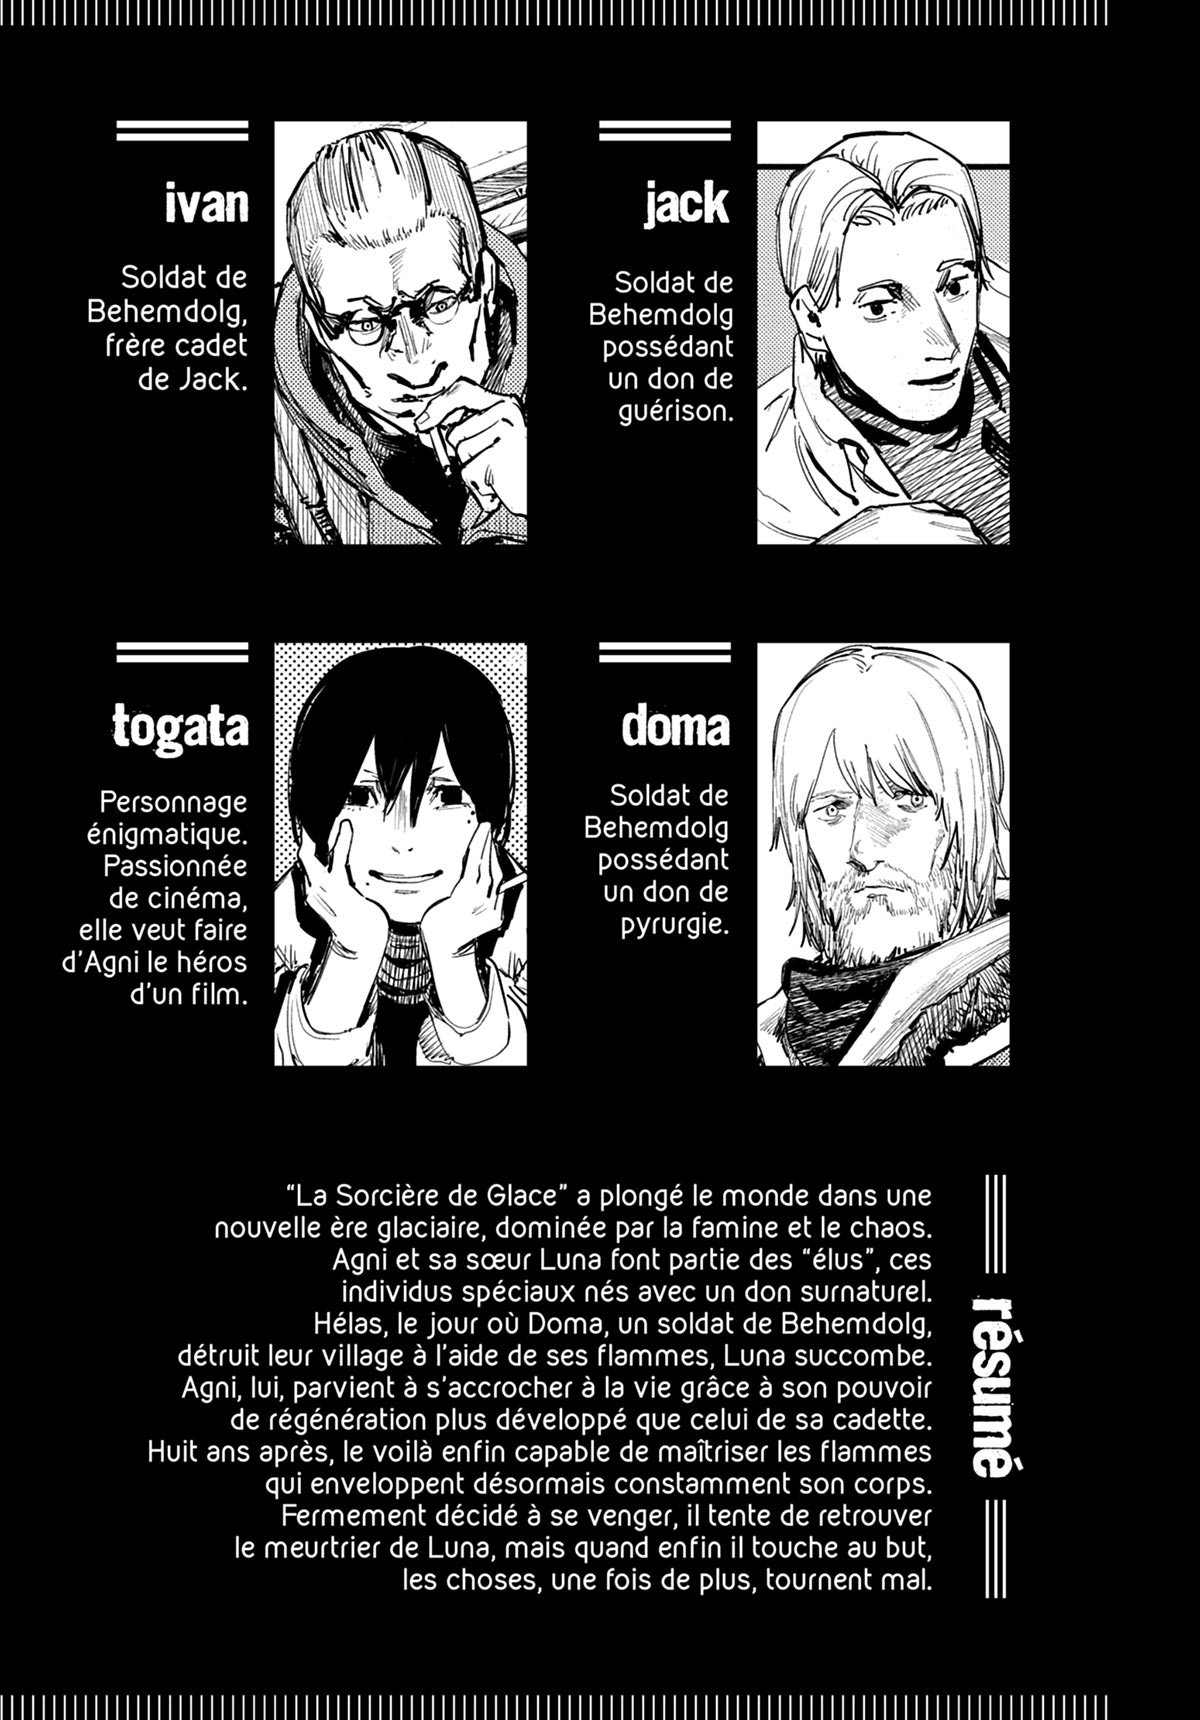 ivan
Soldat de
Behemdolg,
frère cadet
de Jack.
jack
Soldat de
Behemdolg
possédant
un don de
guérison.
togata
Personnage
énigmatique.
Passionnée
de cinéma,
elle veut faire
d'Agni le héros
d'un film.
doma
Soldat de
Behemdolg
possédant
un don de
pyrurgie.
résumé
“La Sorcière de Glace” a plongé le monde dans une
nouvelle ère glaciaire, dominée par la famine et le chaos.
Agni et sa sœur Luna font partie des “élus”, ces
individus spéciaux nés avec un don surnaturel.
Hélas, le jour où Doma, un soldat de Behemdolg,
détruit leur village à l'aide de ses flammes, Luna succombe.
Agni, lui, parvient à s'accrocher à la vie grâce à son pouvoir
de régénération plus développé que celui de sa cadette.
Huit ans après, le voilà enfin capable de maîtriser les flammes
qui enveloppent désormais constamment son corps.
Fermement décidé à se venger, il tente de retrouver
le meurtrier de Luna, mais quand enfin il touche au but,
les choses, une fois de plus, tournent mal.